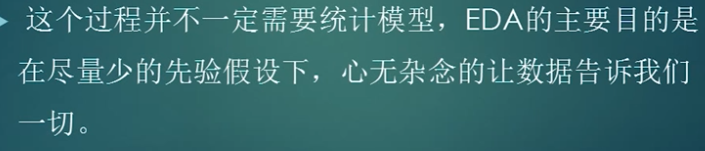 这个过程并不一定需要统计模型，EDA的主要目的是
在尽量少的先验假设下，心无杂念的让数据告诉我们
一切。